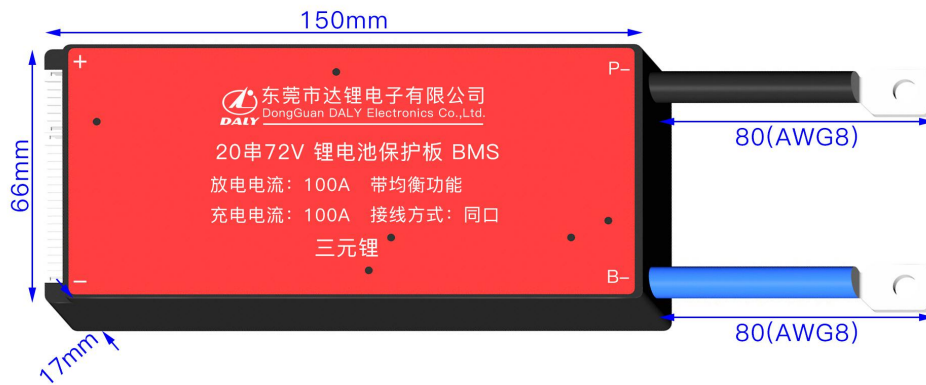 150mm
+
P-
东莞市达锂电子有限公司
DALY
DongGuan DALY Electronics Co.,Ltd.
80(AWG8)
20串72V 锂电池保护板 BMS
66mm
放电电流：100A 带均衡功能
充电电流：100A 接线方式：同口
三元锂
-
B-
80(AWG8)
17mm